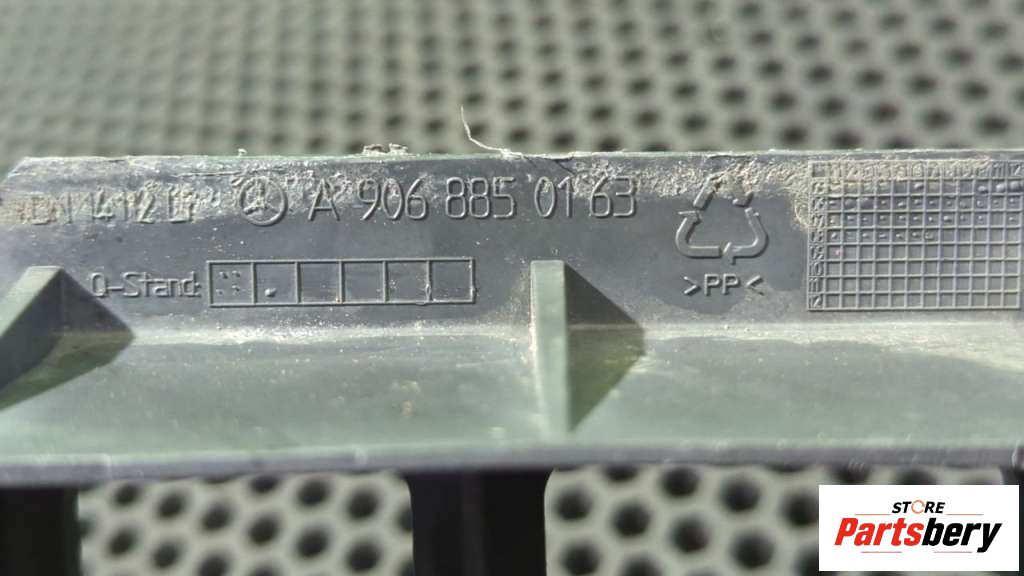 A 906 885 01 63
Q-Stand
>PP<
STORE
Partsbery